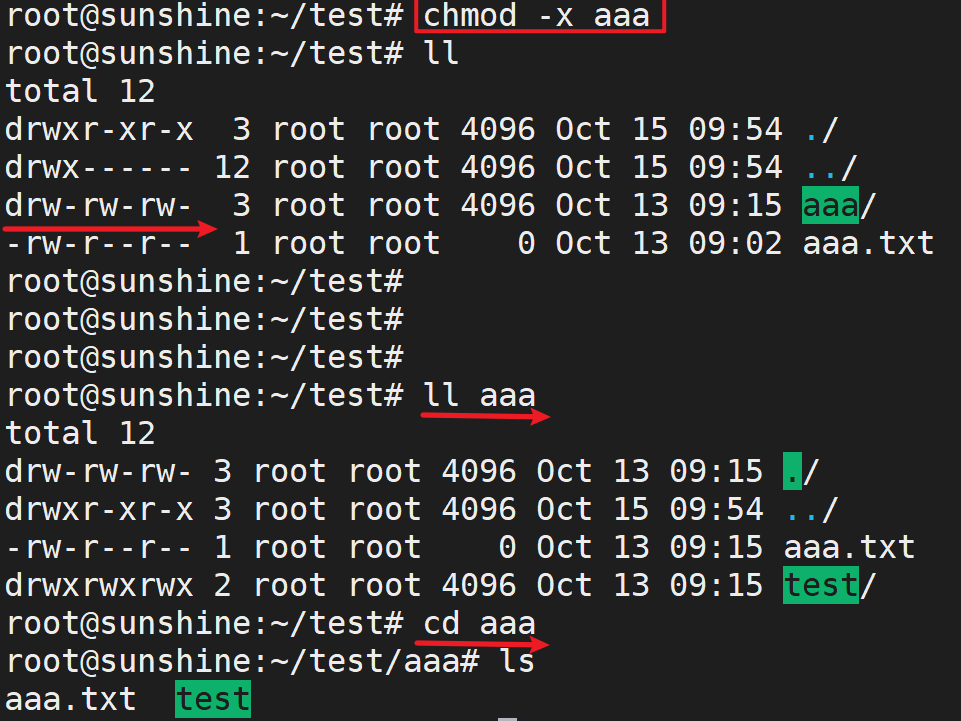 root@sunshine:~/test# chmod -x aaa
root@sunshine:~/test# ll
total 12
drwxr-xr-x  3 root root 4096 Oct 15 09:54 ./
drwx------ 12 root root 4096 Oct 15 09:54 ../
drw-rw-rw-  3 root root 4096 Oct 13 09:15 aaa/
-rw-r--r--  1 root root    0 Oct 13 09:02 aaa.txt
root@sunshine:~/test#
root@sunshine:~/test#
root@sunshine:~/test#
root@sunshine:~/test# ll aaa
total 12
drw-rw-rw- 3 root root 4096 Oct 13 09:15 ./
drwxr-xr-x 3 root root 4096 Oct 15 09:54 ../
-rw-r--r-- 1 root root    0 Oct 13 09:15 aaa.txt
drwxrwxrwx 2 root root 4096 Oct 13 09:15 test/
root@sunshine:~/test# cd aaa
root@sunshine:~/test/aaa# ls
aaa.txt  test